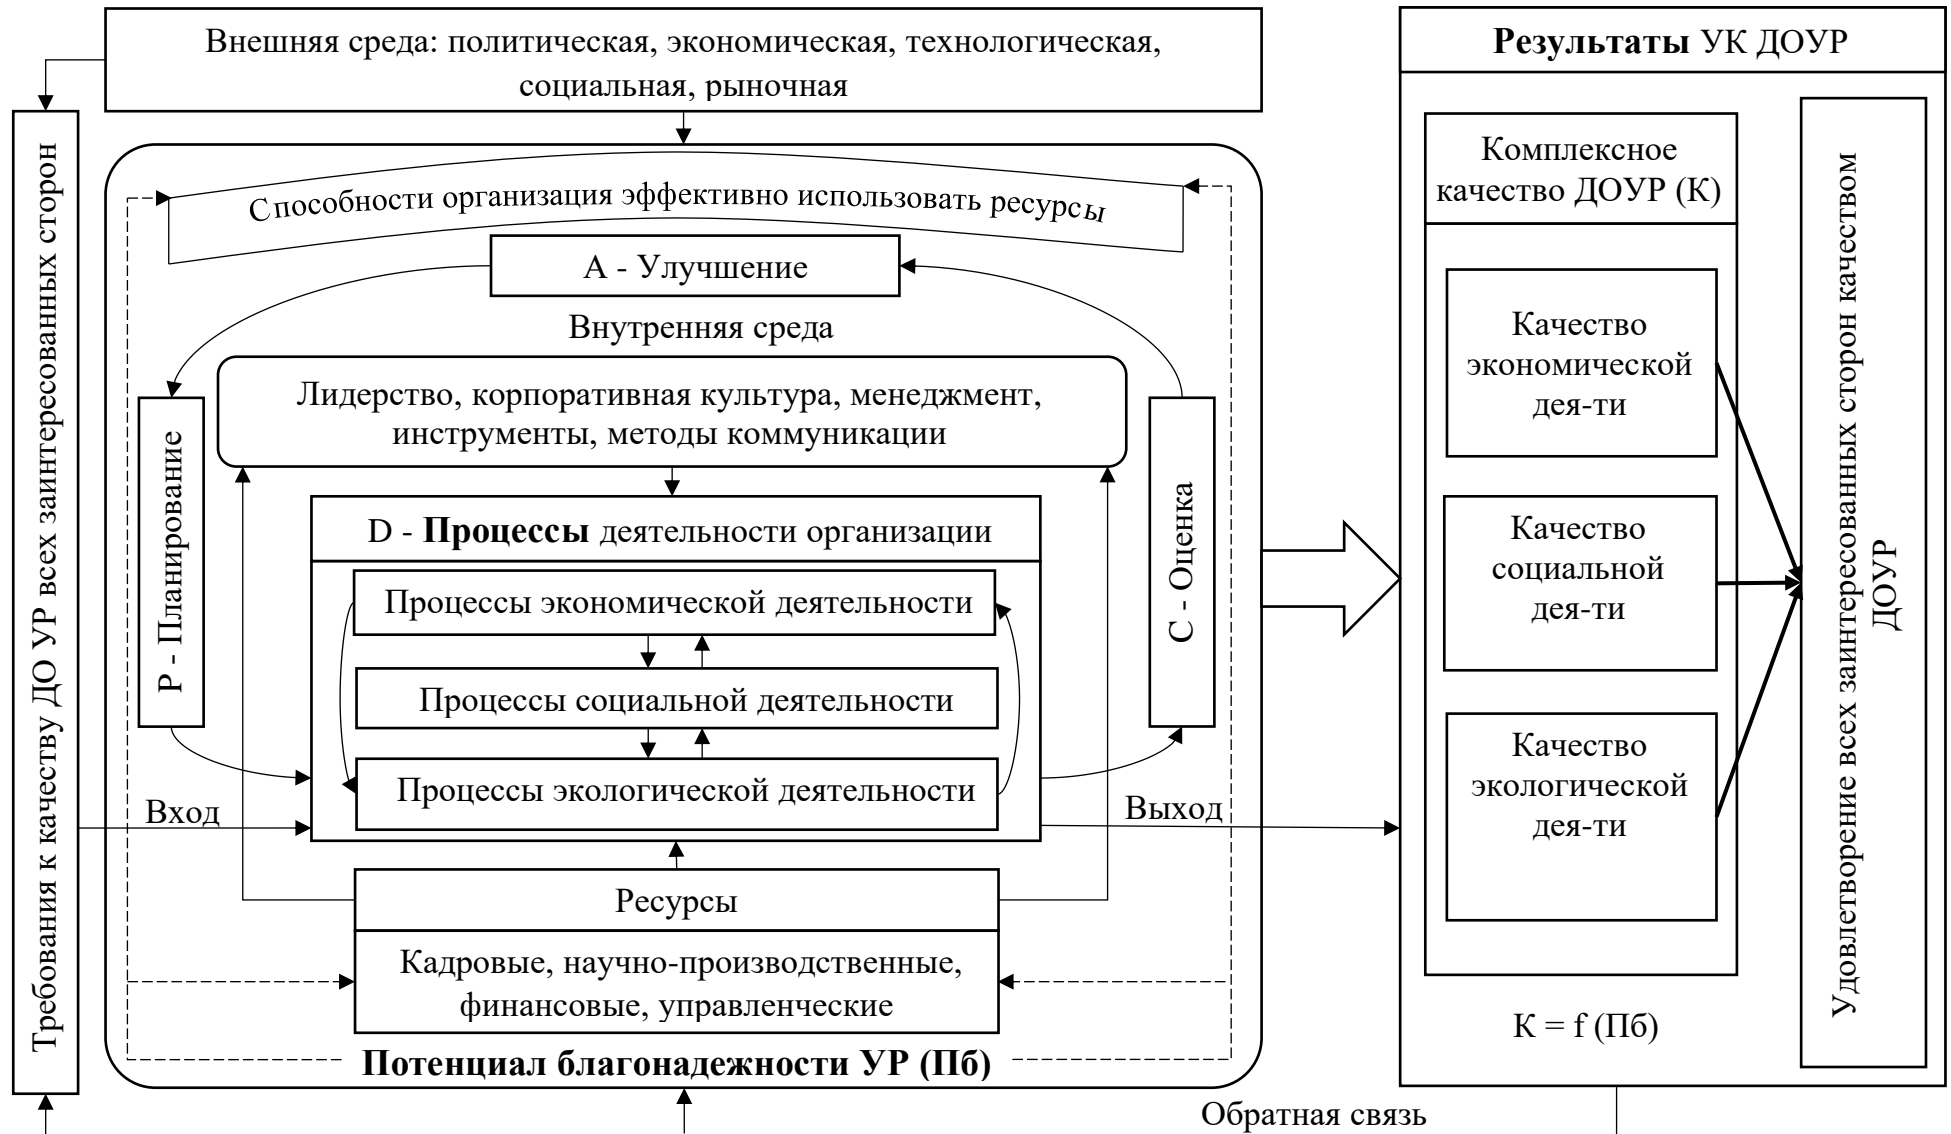 Внешняя среда: политическая, экономическая, технологическая,
социальная, рыночная
Требования к качеству ДО УР всех заинтересованных сторон
Способности организация эффективно использовать ресурсы
А - Улучшение
Внутренняя среда
Лидерство, корпоративная культура, менеджмент,
инструменты, методы коммуникации
Р - Планирование
D - Процессы деятельности организации
Процессы экономической деятельности
Процессы социальной деятельности
Процессы экологической деятельности
С - Оценка
Вход
Выход
Ресурсы
Кадровые, научно-производственные,
финансовые, управленческие
Потенциал благонадежности УР (Пб)
Результаты УК ДОУР
Комплексное
качество ДОУР (К)
Качество
экономической
дея-ти
Качество
социальной
дея-ти
Качество
экологической
дея-ти
К = f (Пб)
Удовлетворение всех заинтересованных сторон качеством
ДОУР
Обратная связь